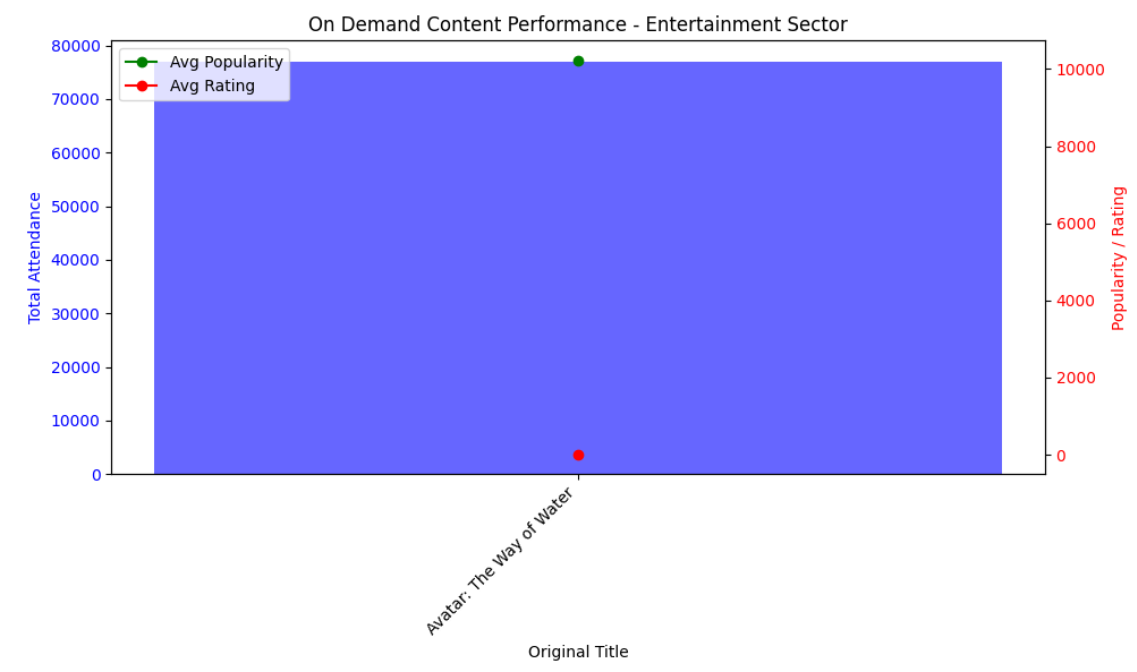 On Demand Content Performance - Entertainment Sector
Avg Popularity
Avg Rating
80000
70000
60000
50000
40000
30000
20000
10000
0
Total Attendance
10000
8000
6000
4000
2000
0
Popularity / Rating
Avatar: The Way of Water
Original Title